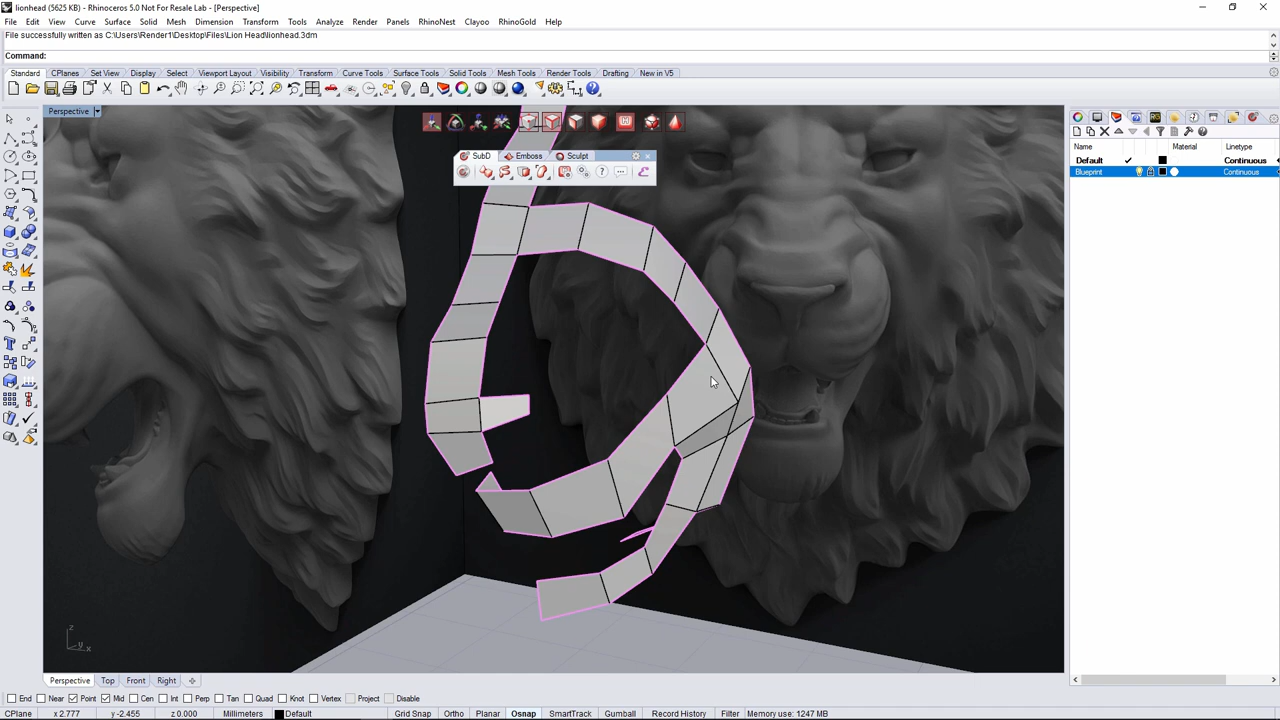 lionhead (5625 KB) - Rhinoceros 5.0 Not For Resale Lab - [Perspective]
File Edit View Curve Surface Solid Mesh Dimension Transform Tools Analyze Render Panels RhinoNest Clayoo RhinoGold Help
File successfully written as C:\Users\Render1\Desktop\Files\Lion Head\lionhead.3dm
Command:
Standard CPlanes Set View Display Select Viewport Layout Visibility Transform Curve Tools Surface Tools Solid Tools Mesh Tools Render Tools Drafting New in V5
Perspective
SubD Emboss Sculpt
Name Material Linetype
Default Continuous
Blueprint Continuous
z
y x
Perspective Top Front Right
End Near Point Mid Cen Int Perp Tan Quad Knot Vertex Project Disable
CPlane x 2.777 y -2.455 z 0.000 Millimeters Default Grid Snap Ortho Planar Osnap SmartTrack Gumball Record History Filter Memory use: 1247 MB